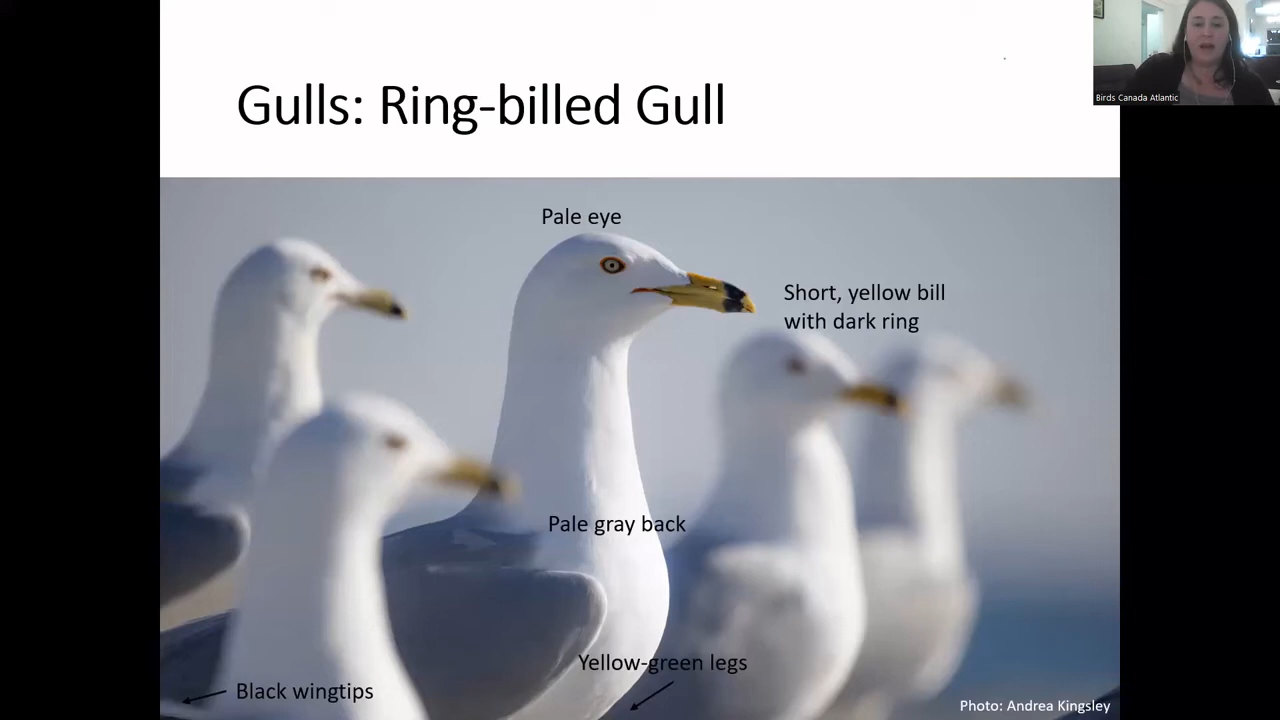 Gulls: Ring-billed Gull
Birds Canada Atlantic
Pale eye
Short, yellow bill
with dark ring
Pale gray back
Yellow-green legs
Black wingtips
Photo: Andrea Kingsley